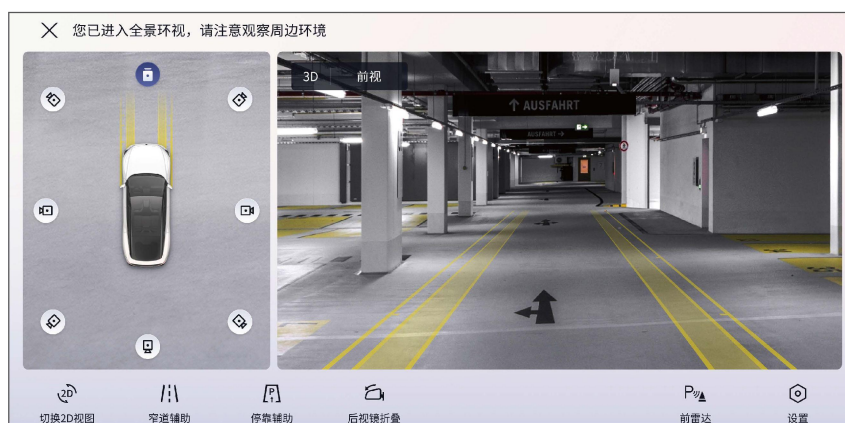 您已进入全景环视，请注意观察周边环境
3D 前视
AUSFAHRT
AUSFAHRT
2D
P
P
切换2D视图 窄道辅助 停靠辅助 后视镜折叠 前雷达 设置